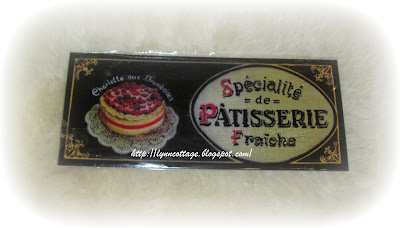 Charlotte aux Framboises
Spécialité
= de =
PÂTISSERIE
Fraîche
http://lynncottage.blogspot.com/